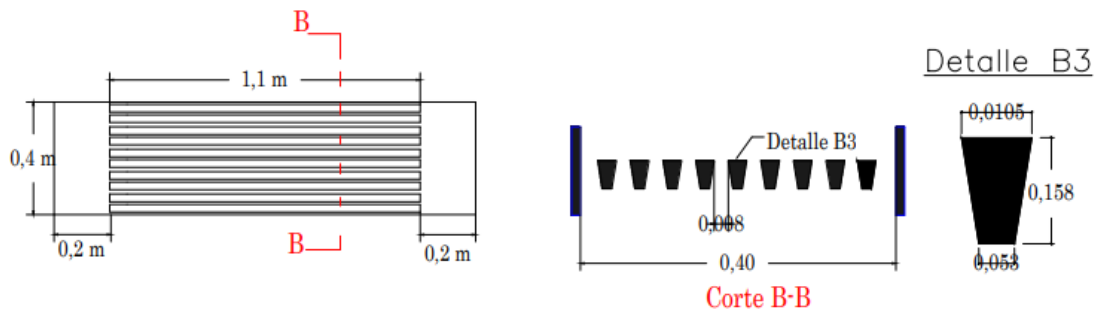 B
1,1 m
0,4 m
0,2 m
B
0,2 m
Detalle B3
0,008
0,40
Corte B-B
Detalle B3
0,0105
0,158
0,053